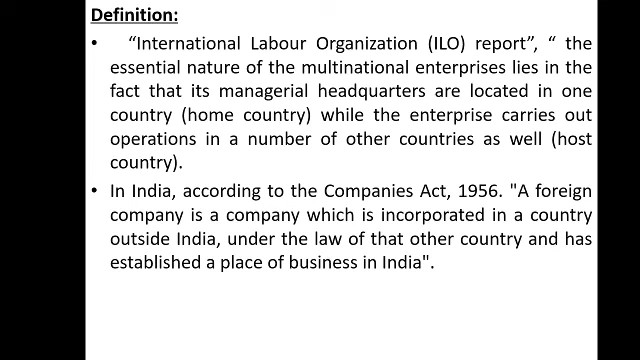 Definition:
• “International Labour Organization (ILO) report”, “ the
essential nature of the multinational enterprises lies in the
fact that its managerial headquarters are located in one
country (home country) while the enterprise carries out
operations in a number of other countries as well (host
country).
• In India, according to the Companies Act, 1956. "A foreign
company is a company which is incorporated in a country
outside India, under the law of that other country and has
established a place of business in India".